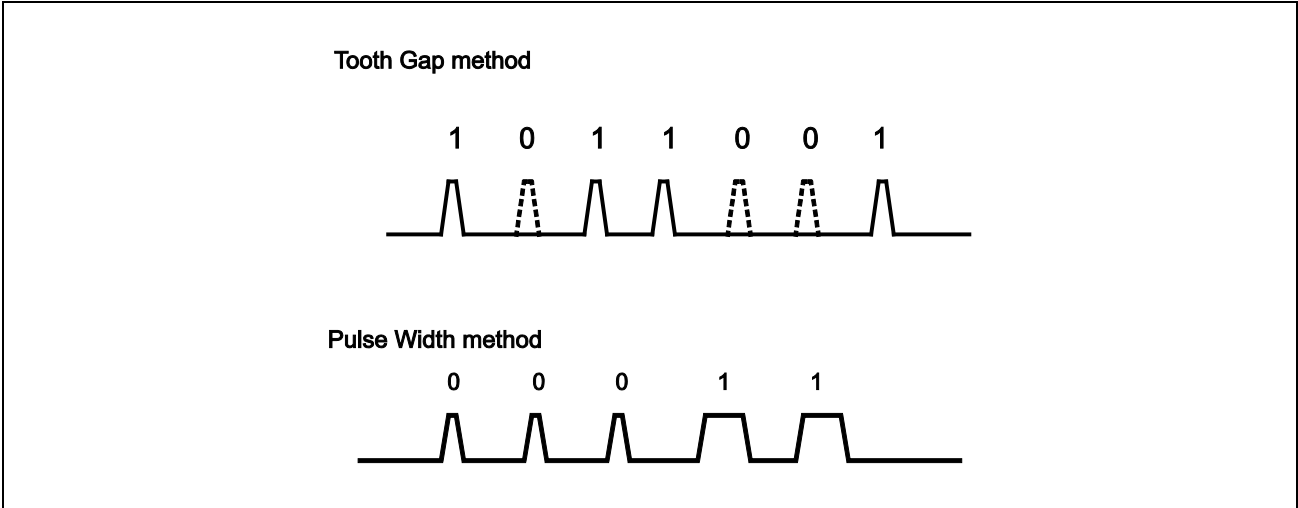 Tooth Gap method
1 0 1 1 0 0 1
Pulse Width method
0 0 0 1 1